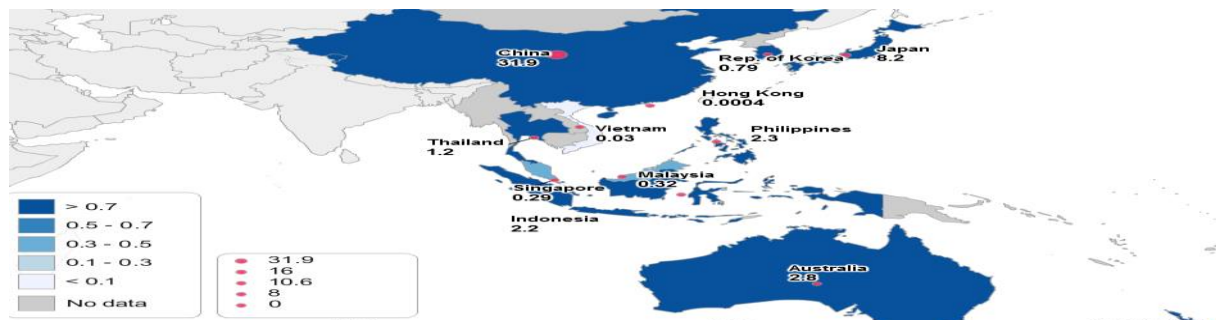 China
31.9
Rep. of Korea
0.79
Japan
8.2
Hong Kong
0.0004
Thailand
1.2
Vietnam
0.03
Philippines
2.3
Malaysia
0.32
Singapore
0.29
Indonesia
2.2
Australia
2.8
> 0.7
0.5 - 0.7
0.3 - 0.5
0.1 - 0.3
< 0.1
No data
31.9
16
10.6
8
0